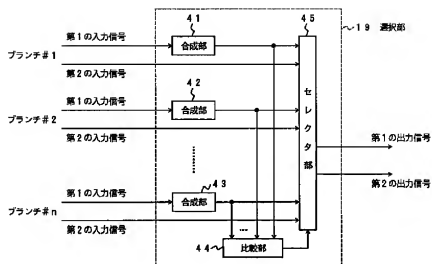 41
45
19 選択部
第1の入力信号
合成部
ブランチ#1
第2の入力信号
42
第1の入力信号
合成部
ブランチ#2
第2の入力信号
セレクタ部
第1の出力信号
第2の出力信号
43
第1の入力信号
合成部
ブランチ#n
第2の入力信号
44
比較部